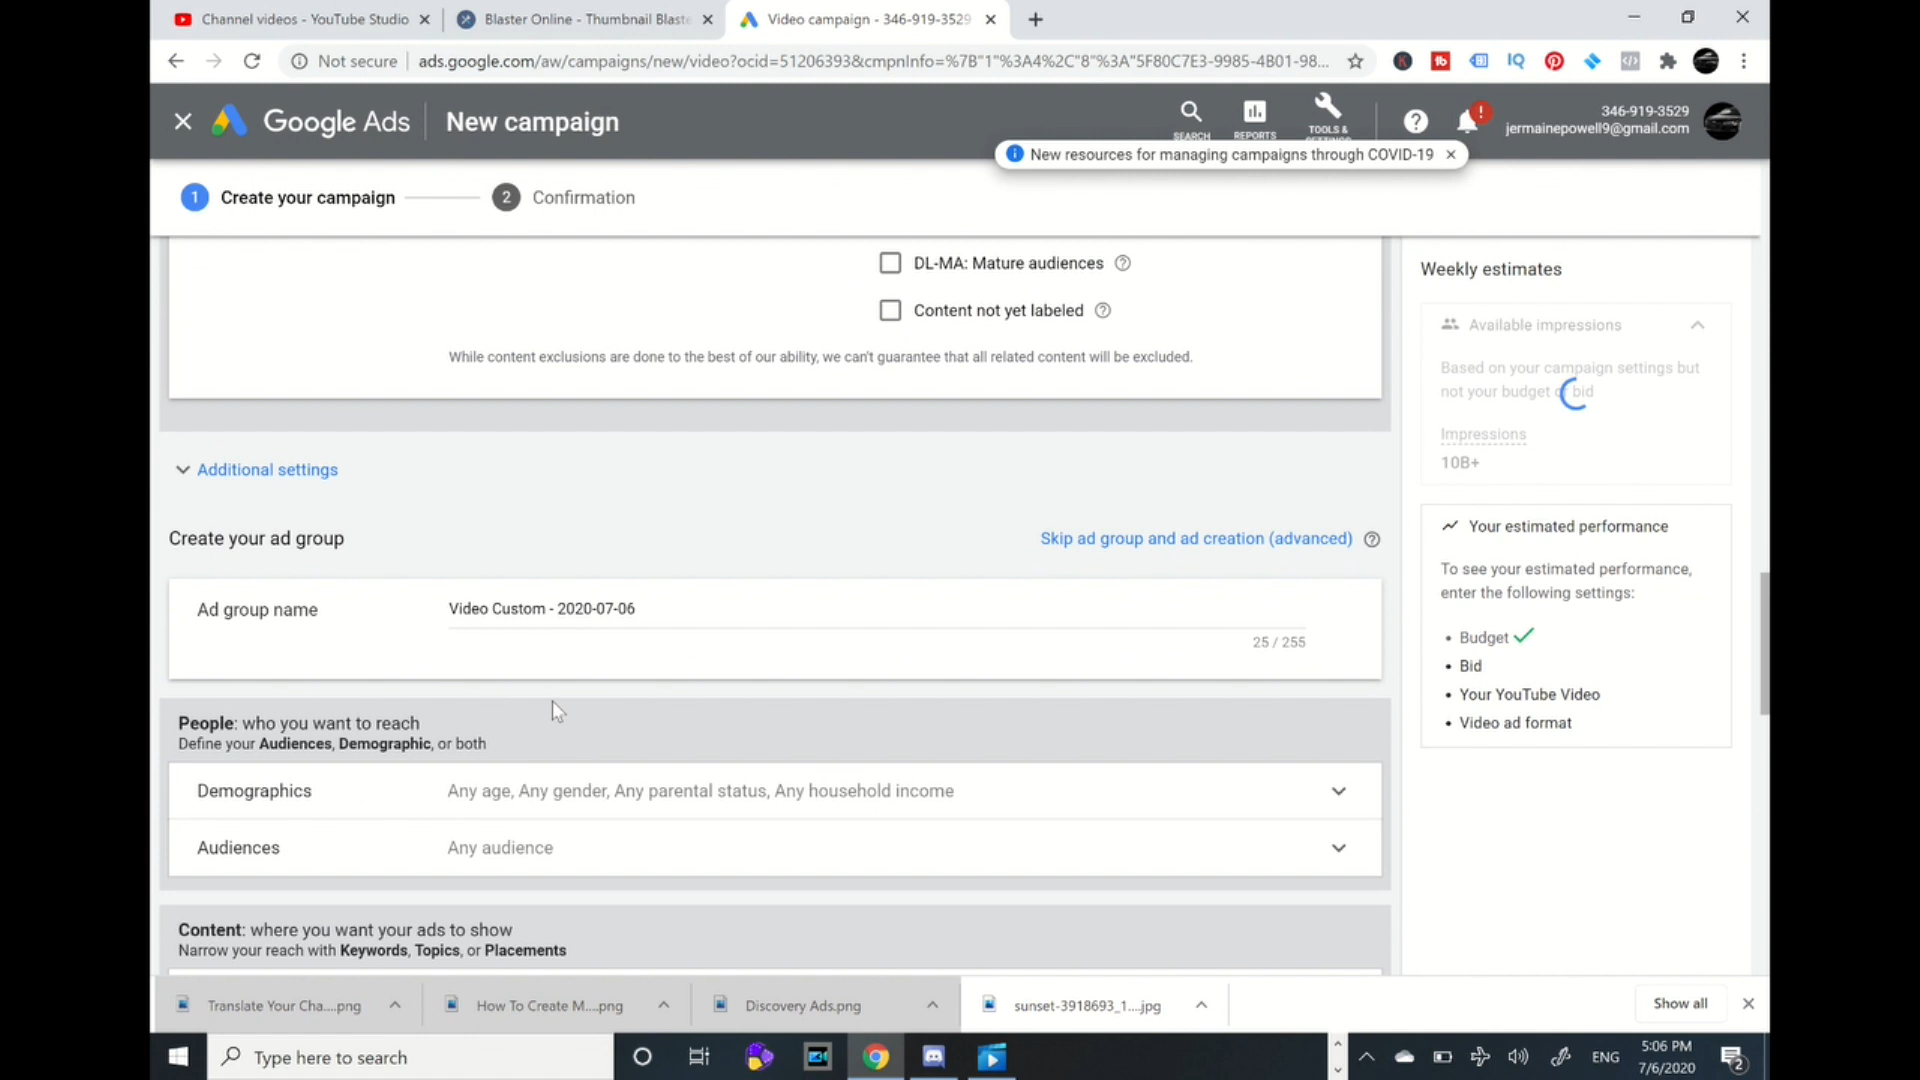 Channel videos - YouTube Studio
Blaster Online - Thumbnail Blaste
Video campaign - 346-919-3529
Not secure
ads.google.com/aw/campaigns/new/video?ocid=51206393&cmpnInfo=%7B"1"%3A4%2C"8"%3A"5F80C7E3-9985-4B01-98...
Google Ads
New campaign
SEARCH
REPORTS
TOOLS &
346-919-3529
jermainepowell9@gmail.com
New resources for managing campaigns through COVID-19
1 Create your campaign
2 Confirmation
DL-MA: Mature audiences
Content not yet labeled
While content exclusions are done to the best of our ability, we can't guarantee that all related content will be excluded.
Additional settings
Create your ad group
Skip ad group and ad creation (advanced)
Ad group name
Video Custom - 2020-07-06
25 / 255
People: who you want to reach
Define your Audiences, Demographic, or both
Demographics
Any age, Any gender, Any parental status, Any household income
Audiences
Any audience
Content: where you want your ads to show
Narrow your reach with Keywords, Topics, or Placements
Weekly estimates
Available impressions
Based on your campaign settings but
not your budget or bid
Impressions
10B+
Your estimated performance
To see your estimated performance,
enter the following settings:
• Budget
• Bid
• Your YouTube Video
• Video ad format
Translate Your Cha....png
How To Create M....png
Discovery Ads.png
sunset-3918693_1....jpg
Show all
Type here to search
ENG
5:06 PM
7/6/2020
2